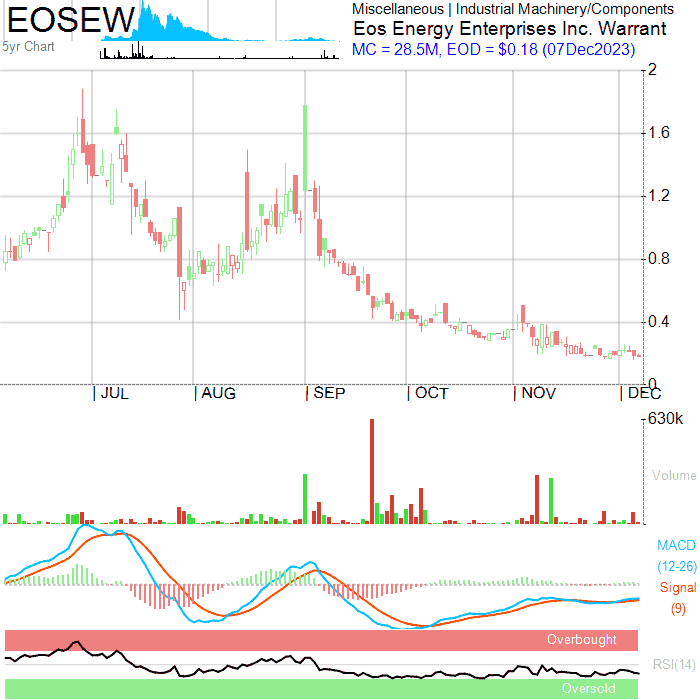 EOSEW
5yr Chart
Miscellaneous | Industrial Machinery/Components
Eos Energy Enterprises Inc. Warrant
MC = 28.5M, EOD = $0.18 (07Dec2023)
2
1.6
1.2
0.8
0.4
0
| JUL | AUG | SEP | OCT | NOV | DEC
630k
Volume
MACD
(12-26)
Signal
(9)
Overbought
RSI(14)
Oversold